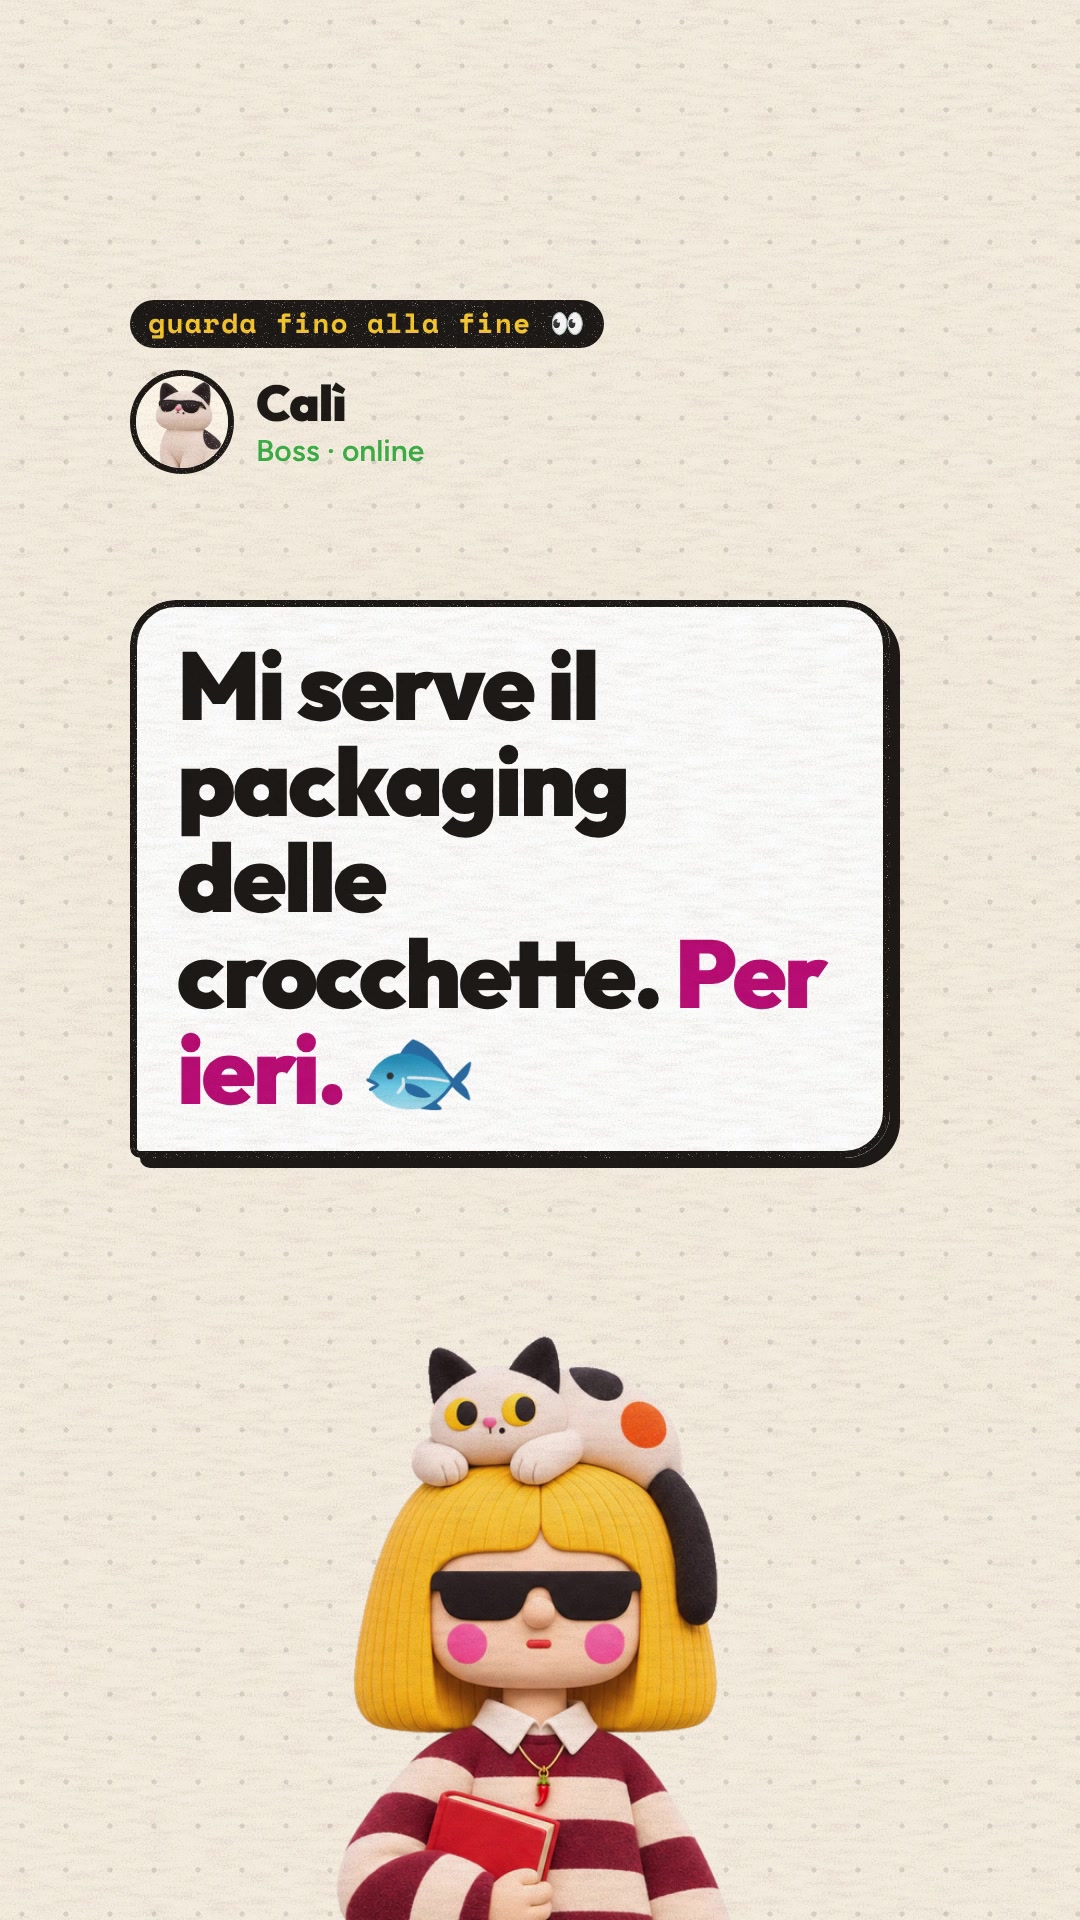 guarda fino alla fine 👀
Calì
Boss · online
Mi serve il
packaging
delle
crocchette. Per
ieri. 🐟